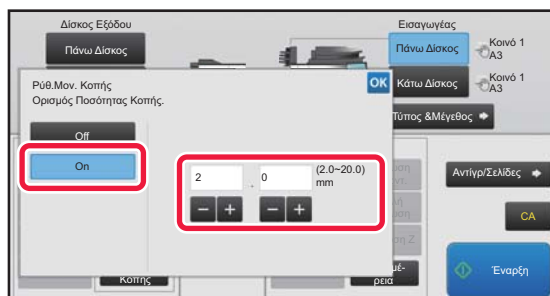 Δίσκος Εξόδου
Εισαγωγέας
Πάνω Δίσκος
Πάνω Δίσκος
Κοινό 1
A3
Ρύθ.Μον. Κοπής
OK
Κάτω Δίσκος
Κοινό 1
A3
Ορισμός Ποσότητας Κοπής.
Τύπος &Μέγεθος
Off
On
2 . 0 (2.0~20.0)
mm
Αντίγρ/Σελίδες
CA
Κοπής
ρεια
Έναρξη